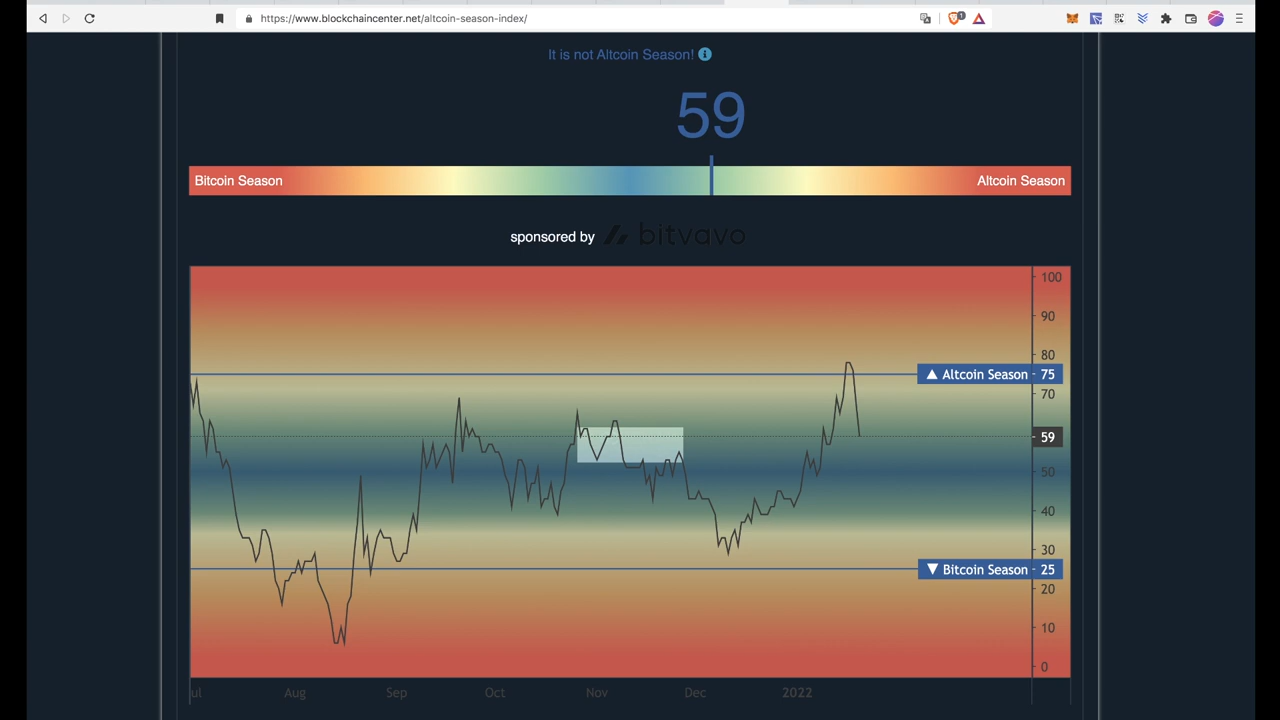 https://www.blockchaincenter.net/altcoin-season-index/
1
It is not Altcoin Season!
59
Bitcoin Season
Altcoin Season
sponsored by bitvavo
100
90
80
▲ Altcoin Season - 75
70
59
50
40
30
▼ Bitcoin Season - 25
20
10
0
ul Aug Sep Oct Nov Dec 2022